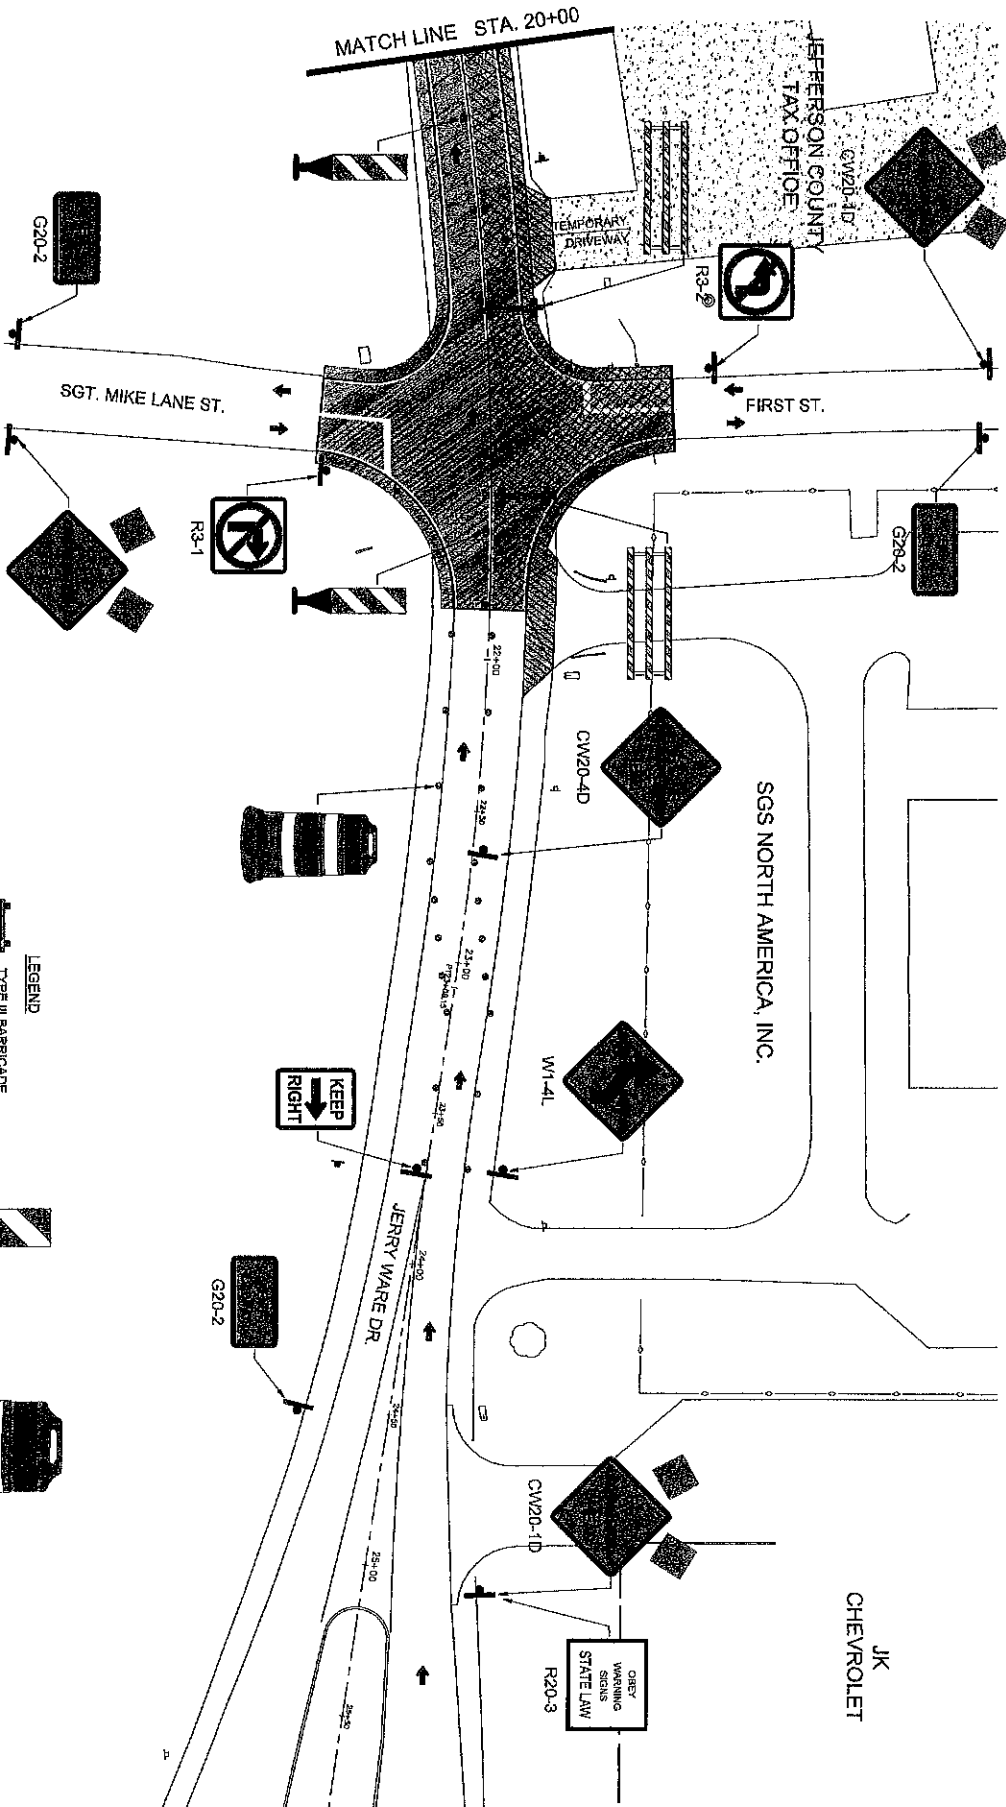 MATCH LINE STA. 20+00
JEFFERSON COUNTY
TAX OFFICE
CW20-1D
TEMPORARY
DRIVEWAY
R3-2
G20-2
SGT. MIKE LANE ST.
FIRST ST.
G20-2
R3-1
22+00
CW20-4D
22+50
SGS NORTH AMERICA, INC.
23+00
W1-4L
23+50
KEEP
RIGHT
JERRY WARE DR.
24+00
G20-2
24+50
CW20-1D
25+00
OBEY
WARNING
SIGNS
STATE LAW
R20-3
25+50
JK
CHEVROLET
LEGEND
TYPE III BARRICADE